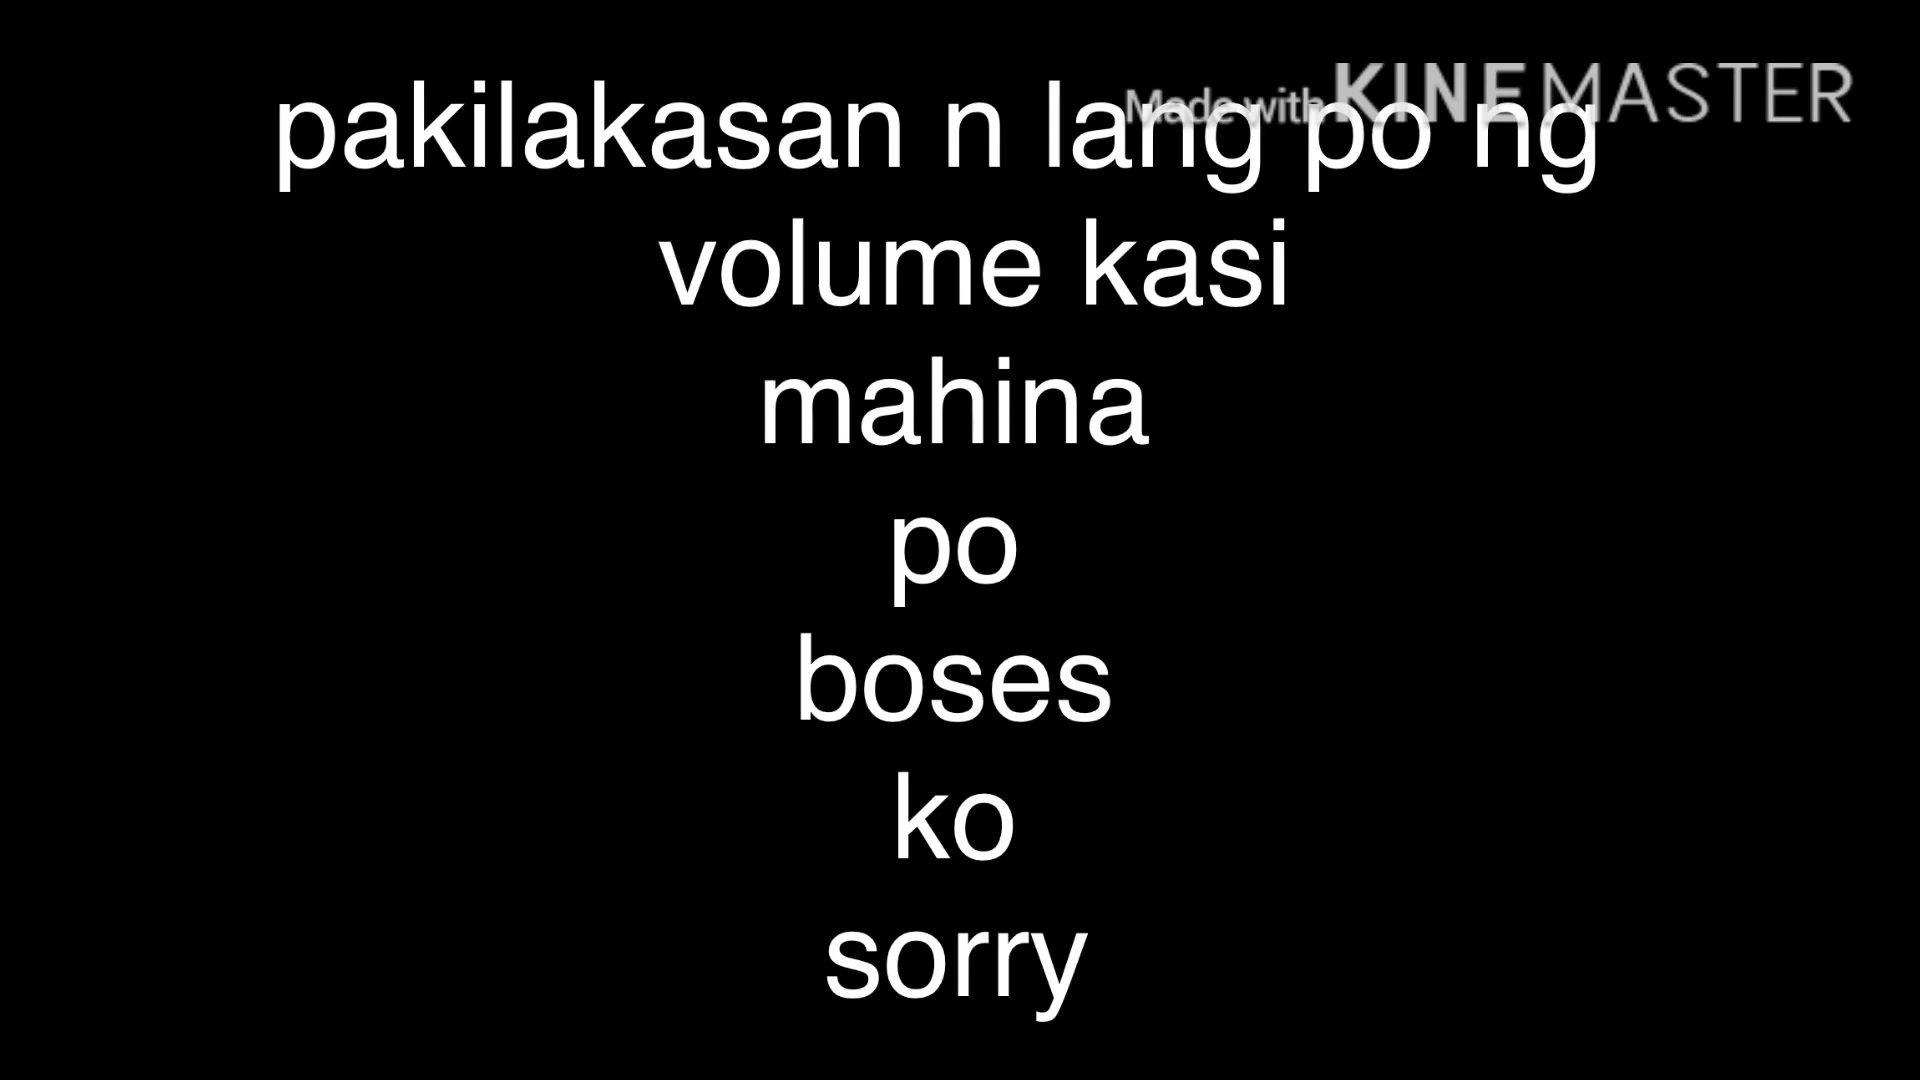 Made with KINEMASTER
pakilakasan n lang po ng
volume kasi
mahina
po
boses
ko
sorry